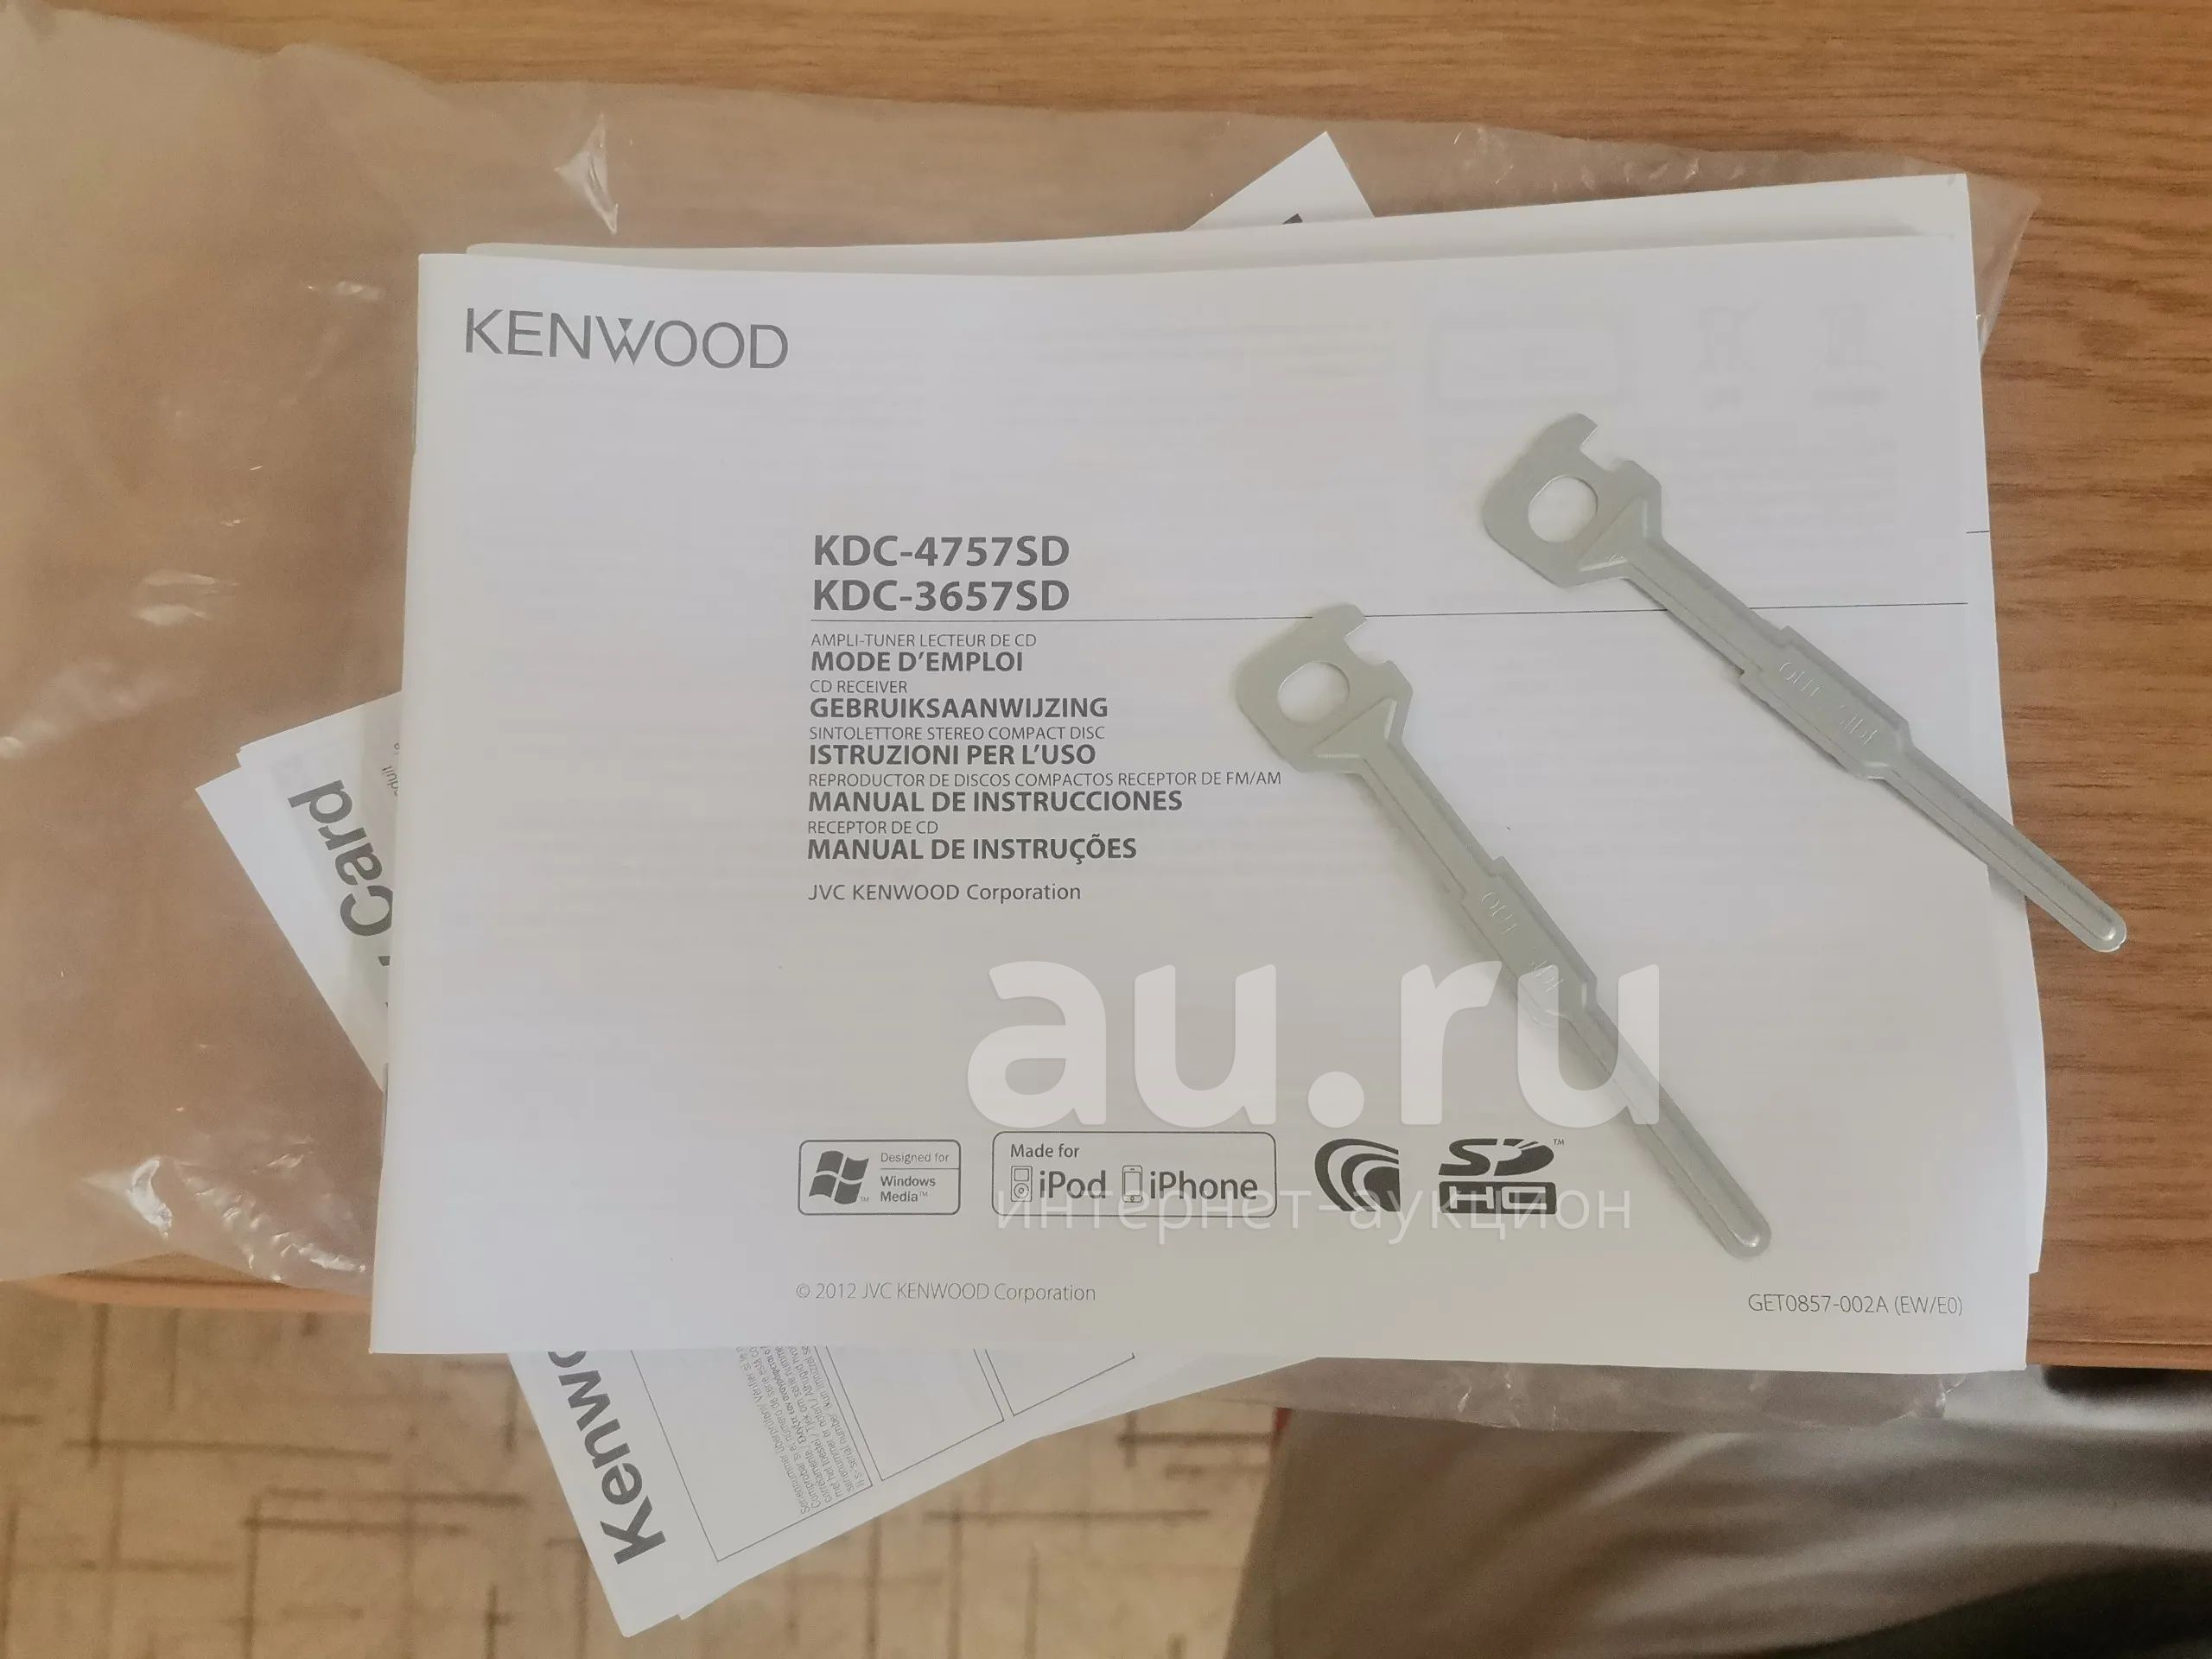 KENWOOD
KDC-4757SD
KDC-3657SD
AMPLI-TUNER LECTEUR DE CD
MODE D'EMPLOI
CD RECEIVER
GEBRUIKSAANWIJZING
SINTOLETTORE STEREO COMPACT DISC
ISTRUZIONI PER L'USO
REPRODUCTOR DE DISCOS COMPACTOS RECEPTOR DE FM/AM
MANUAL DE INSTRUCCIONES
RECEPTOR DE CD
MANUAL DE INSTRUÇÕES
JVC KENWOOD Corporation
Card
au.ru
Designed for
Windows
Media™
Made for
iPod iPhone
SD™
HC
интернет-аукцион
© 2012 JVC KENWOOD Corporation
GET0857-002A (EW/E0)